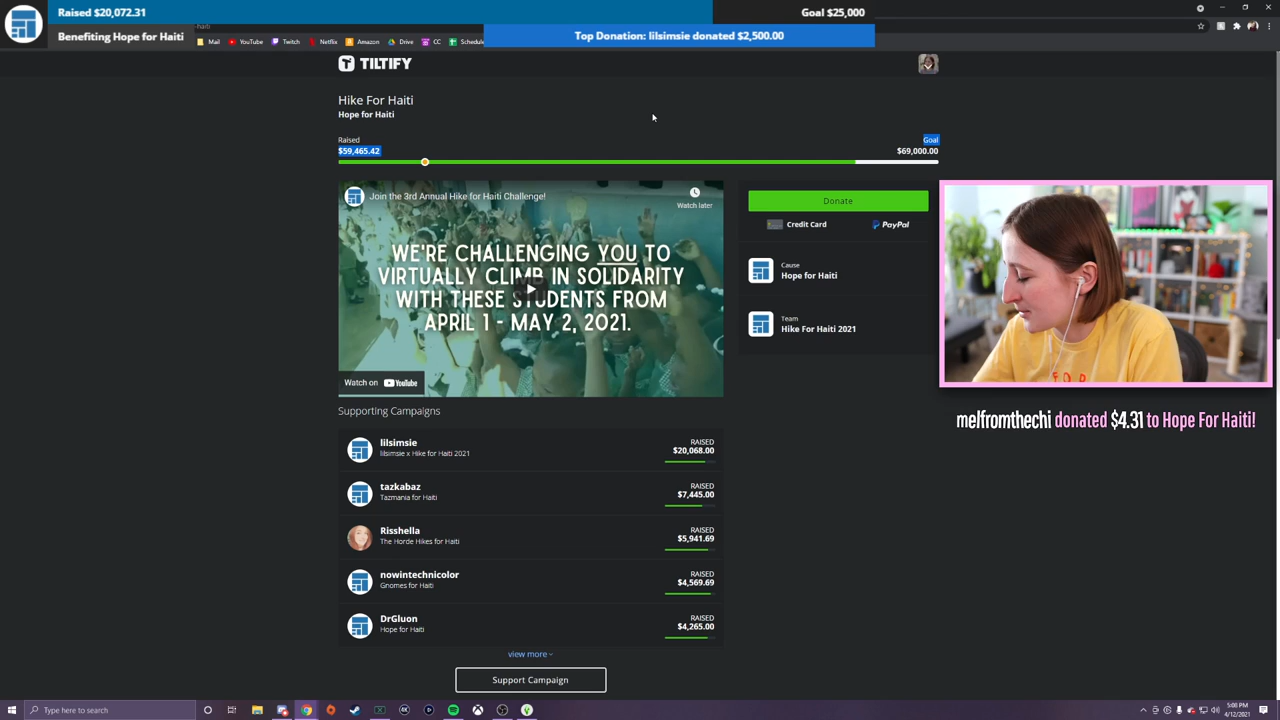 Raised $20,072.31
Goal $25,000
Benefiting Hope for Haiti
-haiti
Mail
YouTube
Twitch
Netflix
Amazon
Drive
CC
Schedule
Top Donation: lilsimsie donated $2,500.00
TILTIFY
Hike For Haiti
Hope for Haiti
Raised
Goal
$59,465.42
$69,000.00
Join the 3rd Annual Hike for Haiti Challenge!
Watch later
WE'RE CHALLENGING YOU TO
VIRTUALLY CLIMB IN SOLIDARITY
WITH THESE STUDENTS FROM
APRIL 1 - MAY 2, 2021.
Watch on YouTube
Donate
Credit Card
PayPal
Cause
Hope for Haiti
Team
Hike For Haiti 2021
melfromthechi donated $4.31 to Hope For Haiti!
Supporting Campaigns
lilsimsie
lilsimsie x Hike for Haiti 2021
RAISED
$20,068.00
tazkabaz
Tazmania for Haiti
RAISED
$7,445.00
Risshella
The Horde Hikes for Haiti
RAISED
$5,941.69
nowintechnicolor
Gnomes for Haiti
RAISED
$4,569.69
DrGluon
Hope for Haiti
RAISED
$4,265.00
view more
Support Campaign
Type here to search
5:08 PM
4/12/2021